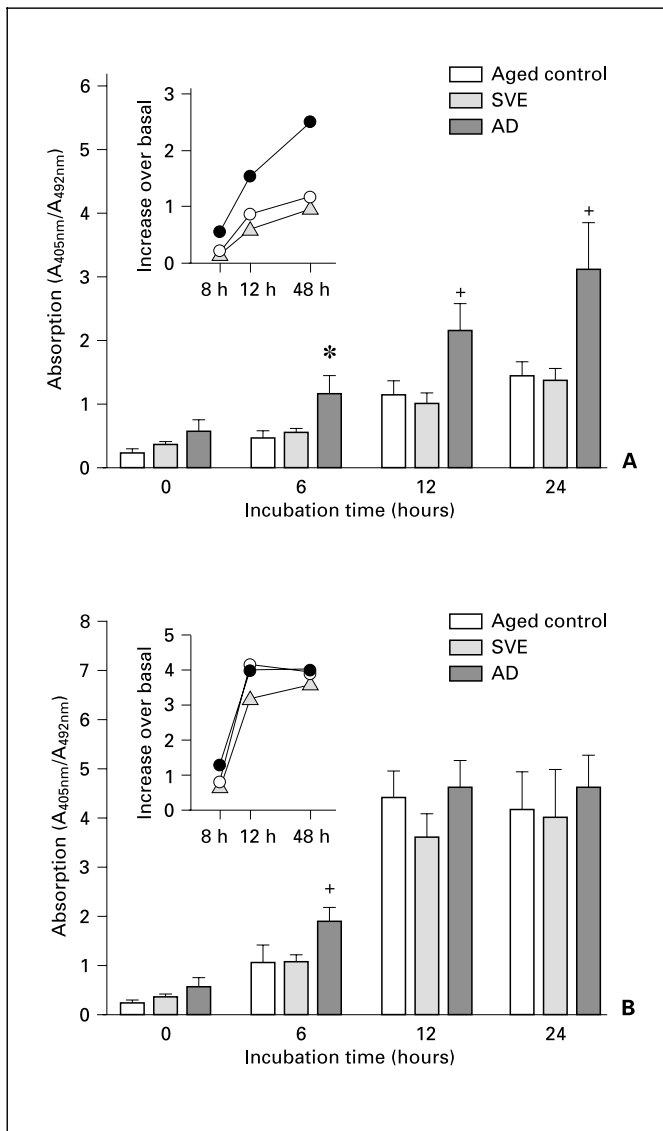 Absorption (A405nm/A492nm)
6
5
4
3
2
1
0
Increase over basal
3
2
1
0
8 h 12 h 48 h
Aged control
SVE
AD
*
+
+
0 6 12 24
Incubation time (hours)
A
Absorption (A405nm/A492nm)
8
7
6
5
4
3
2
1
0
Increase over basal
5
4
3
2
1
0
8 h 12 h 48 h
Aged control
SVE
AD
+
0 6 12 24
Incubation time (hours)
B